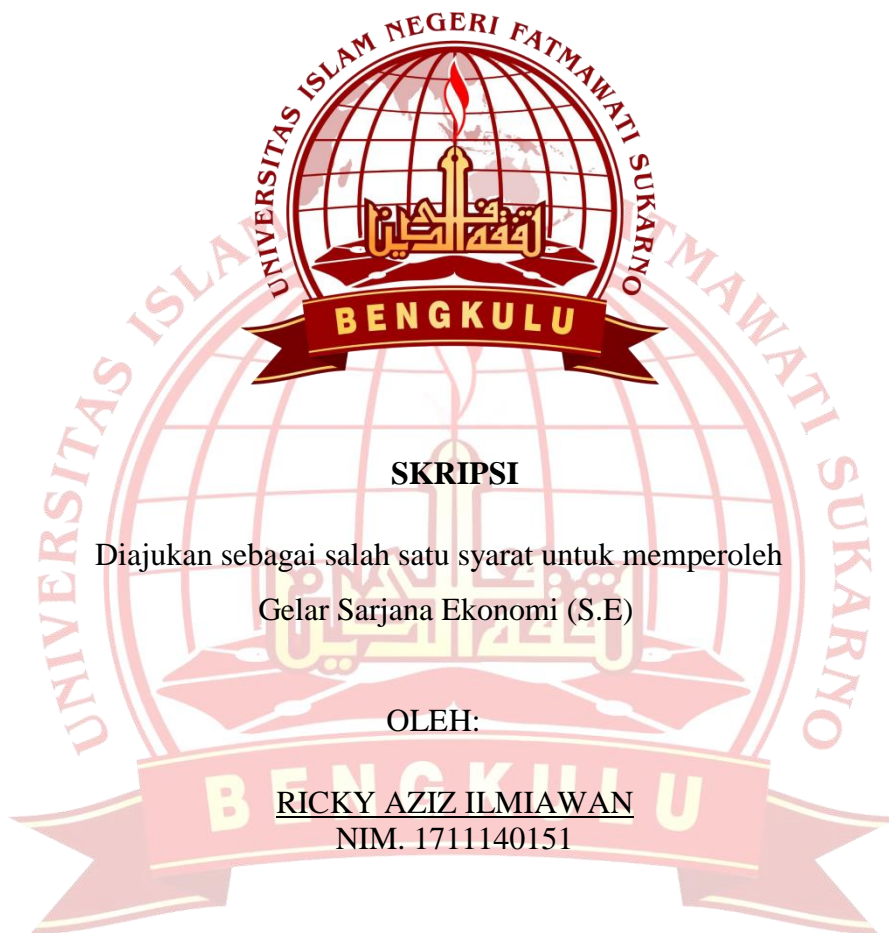 UNIVERSITAS ISLAM NEGERI FATMAWATI SUKARNO
BENGKULU
SKRIPSI
Diajukan sebagai salah satu syarat untuk memperoleh
Gelar Sarjana Ekonomi (S.E)
OLEH:
RICKY AZIZ ILMIAWAN
NIM. 1711140151